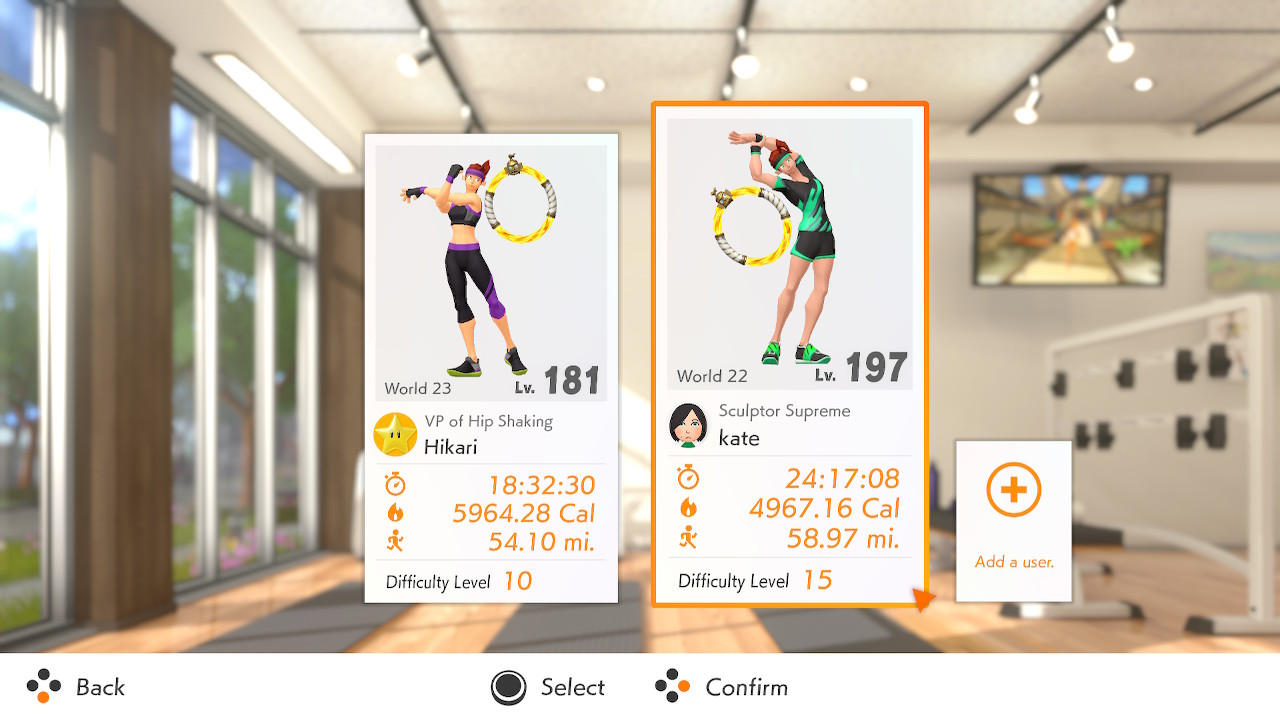 World 23
Lv. 181
VP of Hip Shaking
Hikari
18:32:30
5964.28 Cal
54.10 mi.
Difficulty Level 10
World 22
Lv. 197
Sculptor Supreme
kate
24:17:08
4967.16 Cal
58.97 mi.
Difficulty Level 15
Add a user.
Back
Select
Confirm